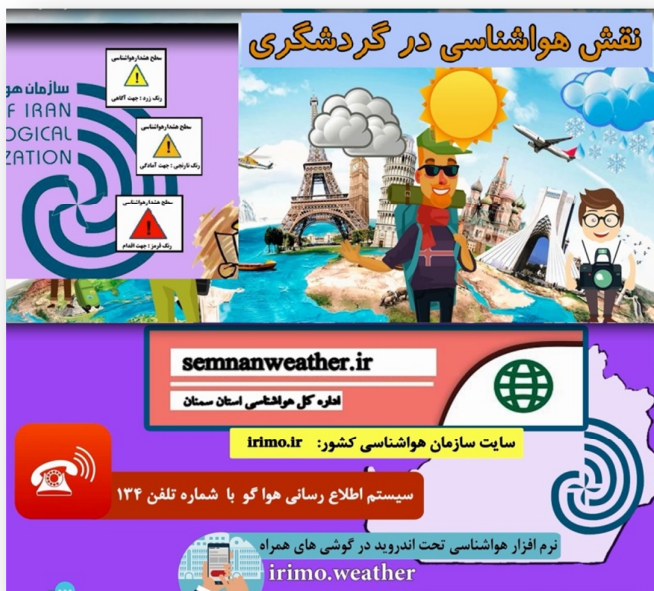 نقش هواشناسی در گردشگری
سطح هشدار هواشناسی
رنگ زرد : جهت آگاهی
سطح هشدار هواشناسی
رنگ نارنجی : جهت آمادگی
سطح هشدار هواشناسی
رنگ قرمز : جهت اقدام
سازمان هو
F IRAN
OGICAL
ZATION
semnanweather.ir
اداره کل هواشناسی استان سمنان
سایت سازمان هواشناسی کشور: irimo.ir
سیستم اطلاع رسانی هوا گو با شماره تلفن ۱۳۴
نرم افزار هواشناسی تحت اندروید در گوشی های همراه
irimo.weather